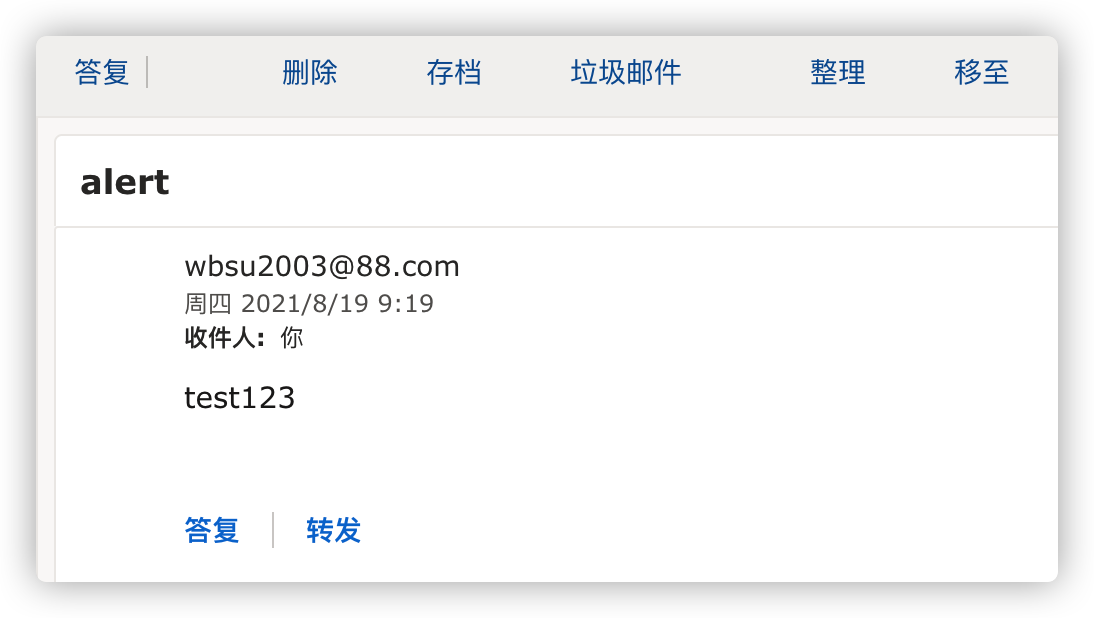 答复 删除 存档 垃圾邮件 整理 移至
alert
wbsu2003@88.com
周四 2021/8/19 9:19
收件人: 你
test123
答复 转发